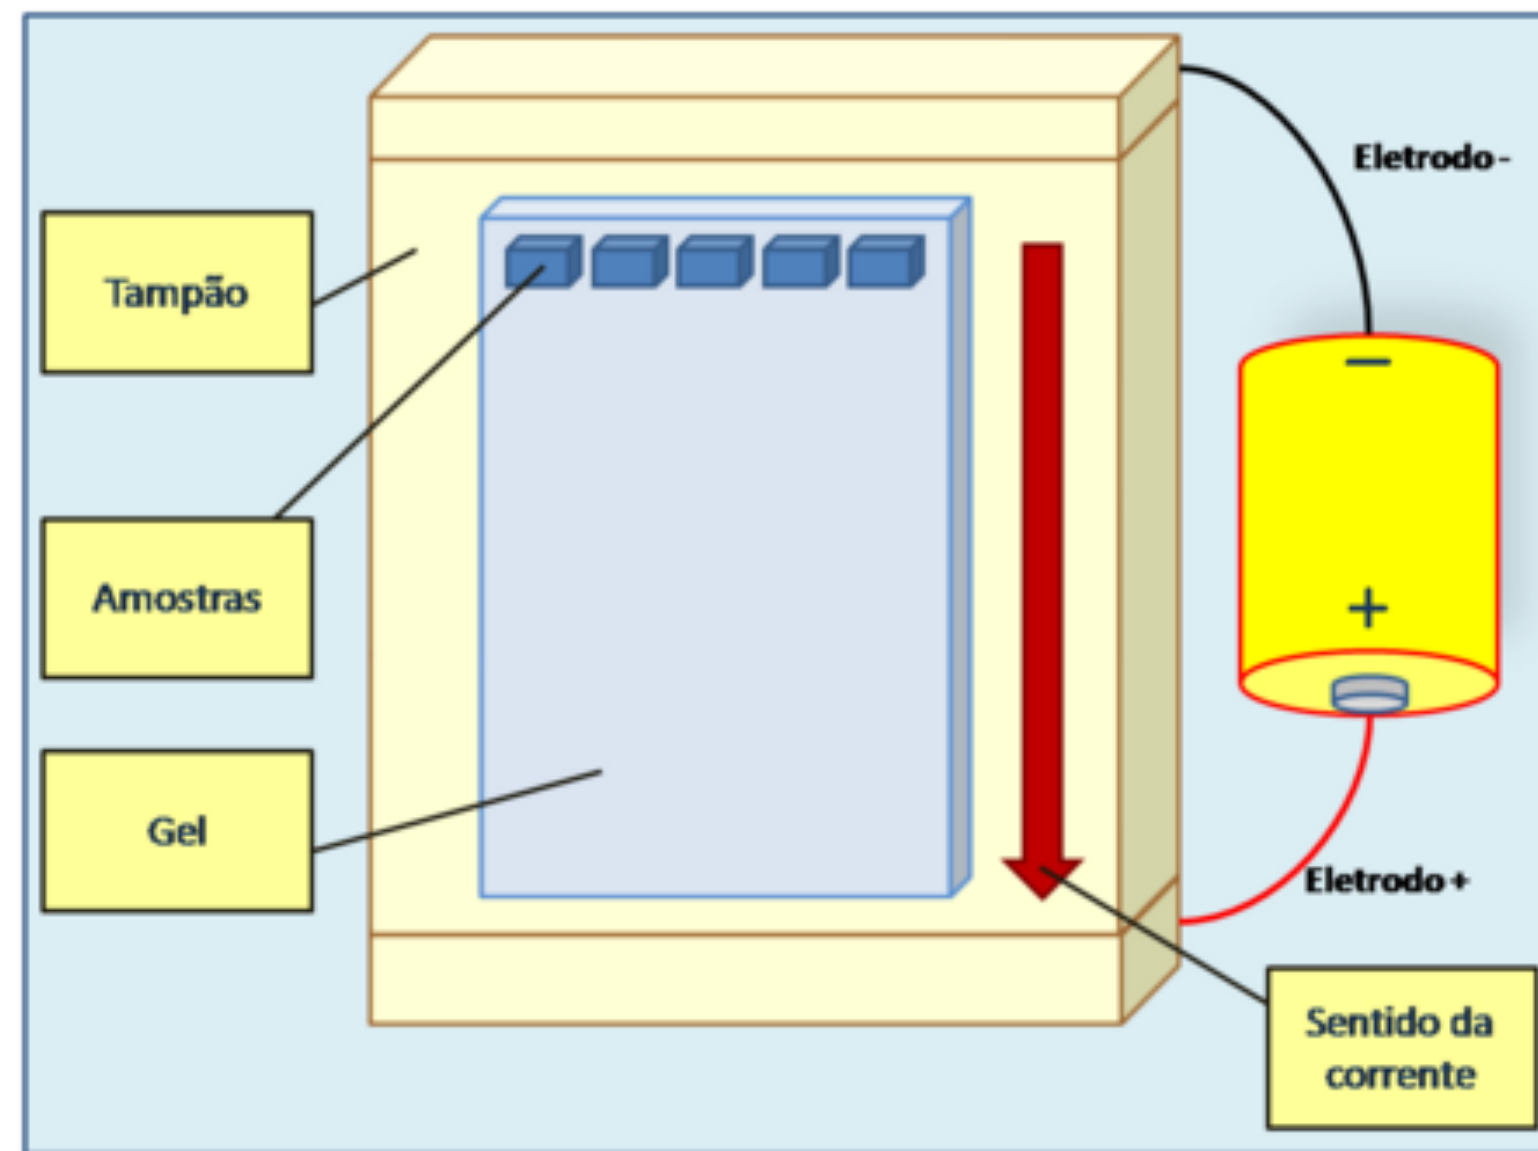 Eletrodo -
Tampão
−
Amostras
+
Gel
Eletrodo +
Sentido da
corrente